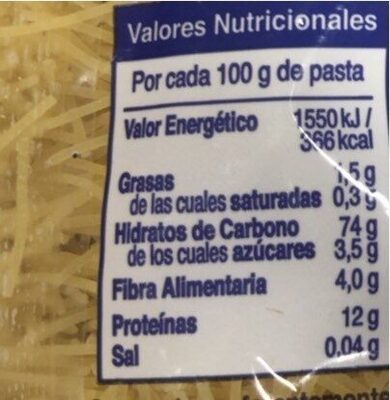 Valores Nutricionales
Por cada 100 g de pasta
Valor Energético 1550 kJ /
366 kcal
Grasas 1,5 g
de las cuales saturadas 0,3 g
Hidratos de Carbono 74 g
de los cuales azúcares 3,5 g
Fibra Alimentaria 4,0 g
Proteínas 12 g
Sal 0,04 g